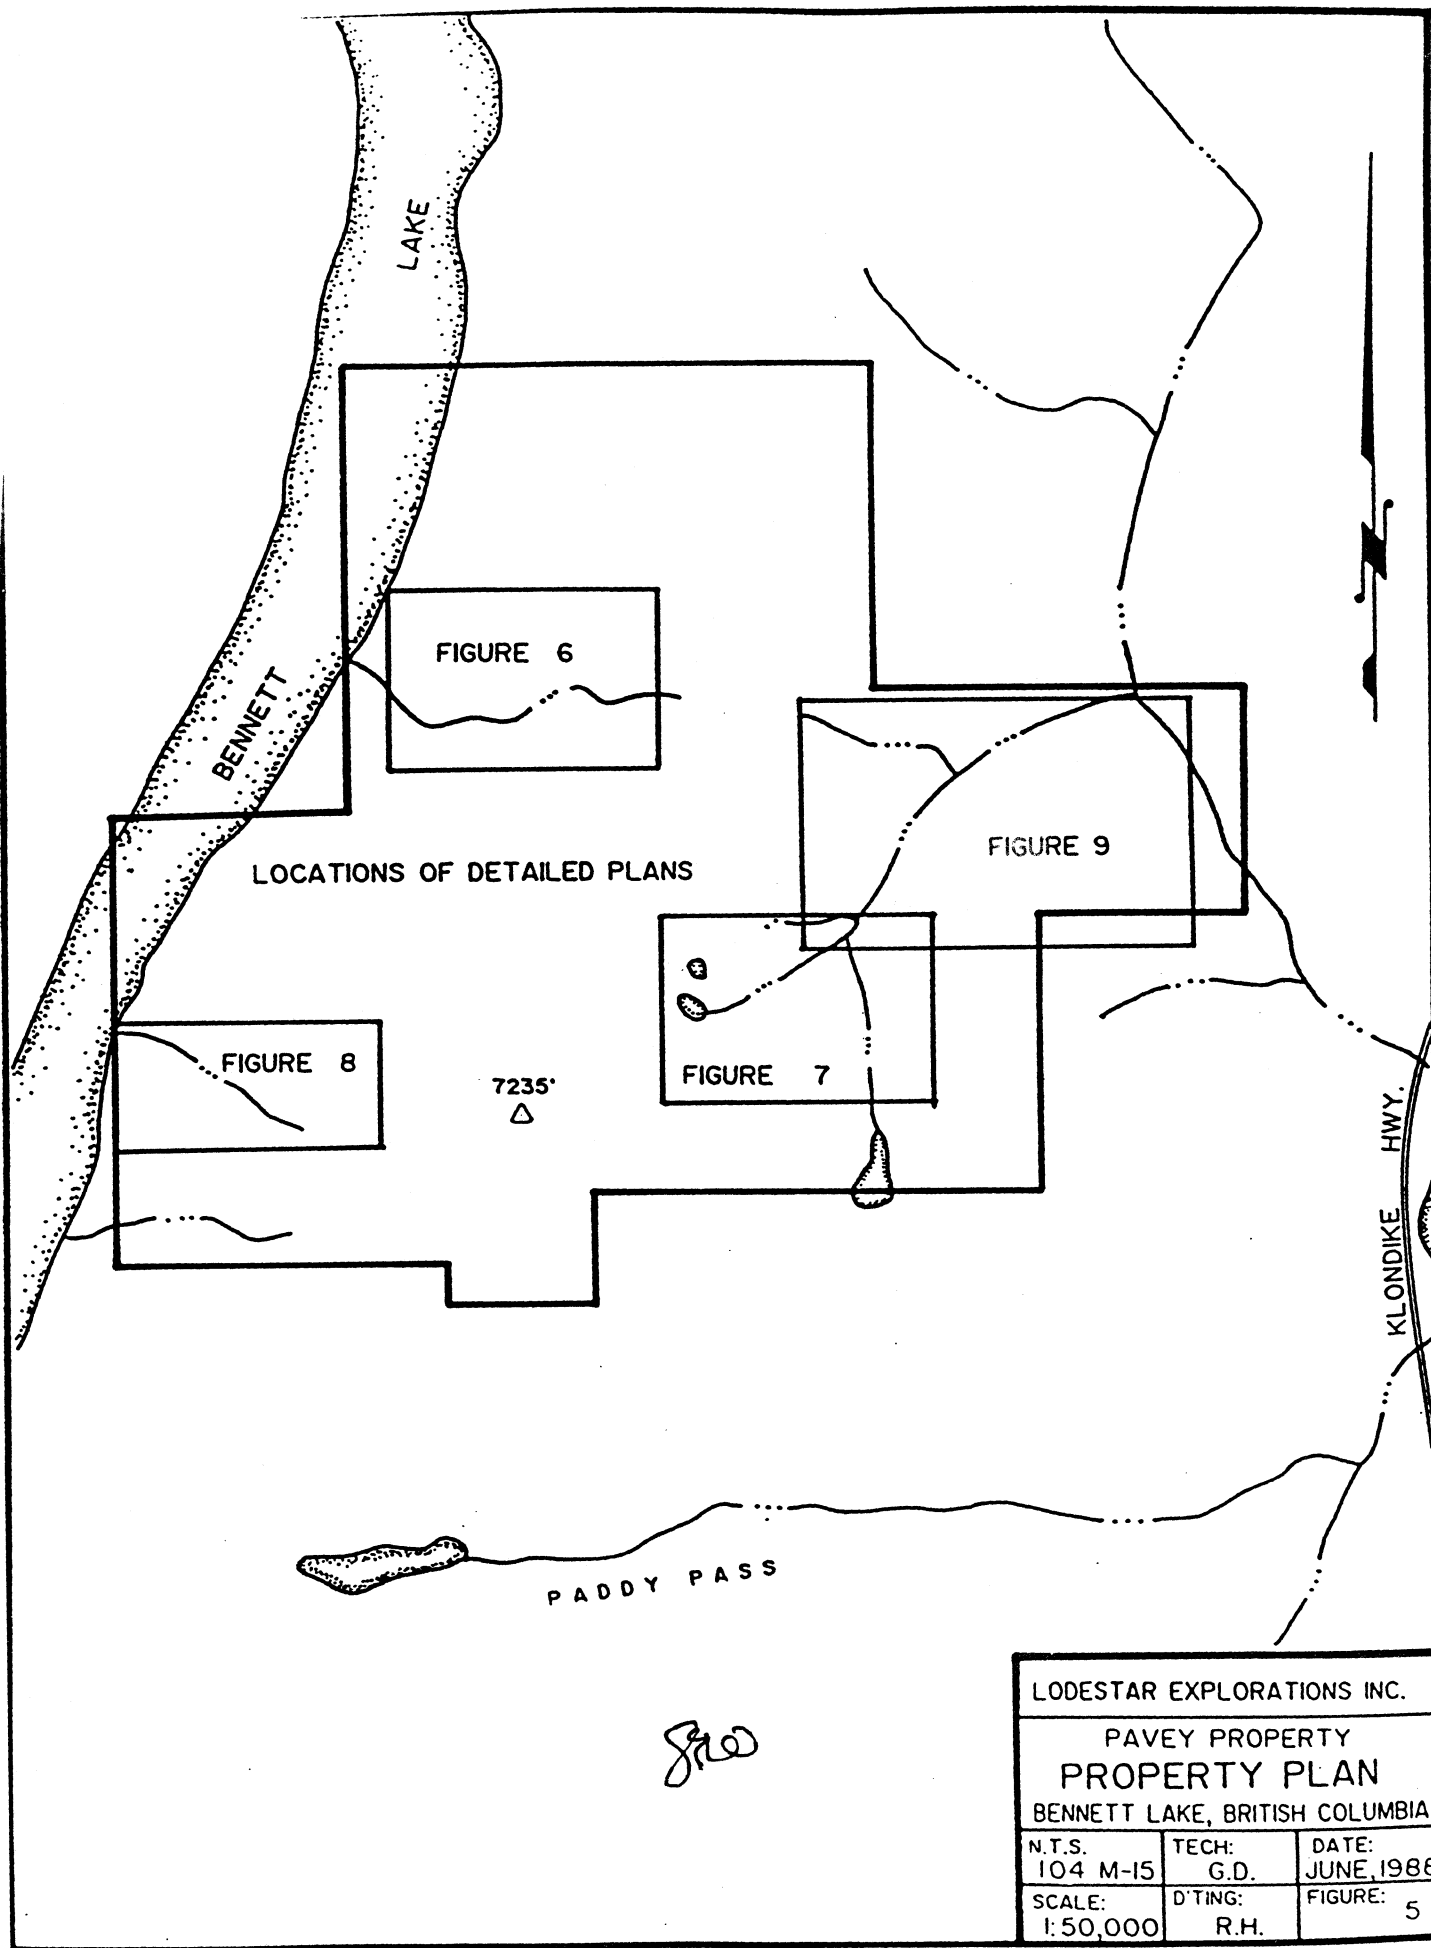 LAKE
BENNETT
FIGURE 6
LOCATIONS OF DETAILED PLANS
FIGURE 9
FIGURE 8
7235'
FIGURE 7
KLONDIKE HWY.
PADDY PASS
LODESTAR EXPLORATIONS INC.
PAVEY PROPERTY
PROPERTY PLAN
BENNETT LAKE, BRITISH COLUMBIA
N.T.S.
104 M-15
TECH:
G.D.
DATE:
JUNE, 1988
SCALE:
1:50,000
D'TING:
R.H.
FIGURE: 5